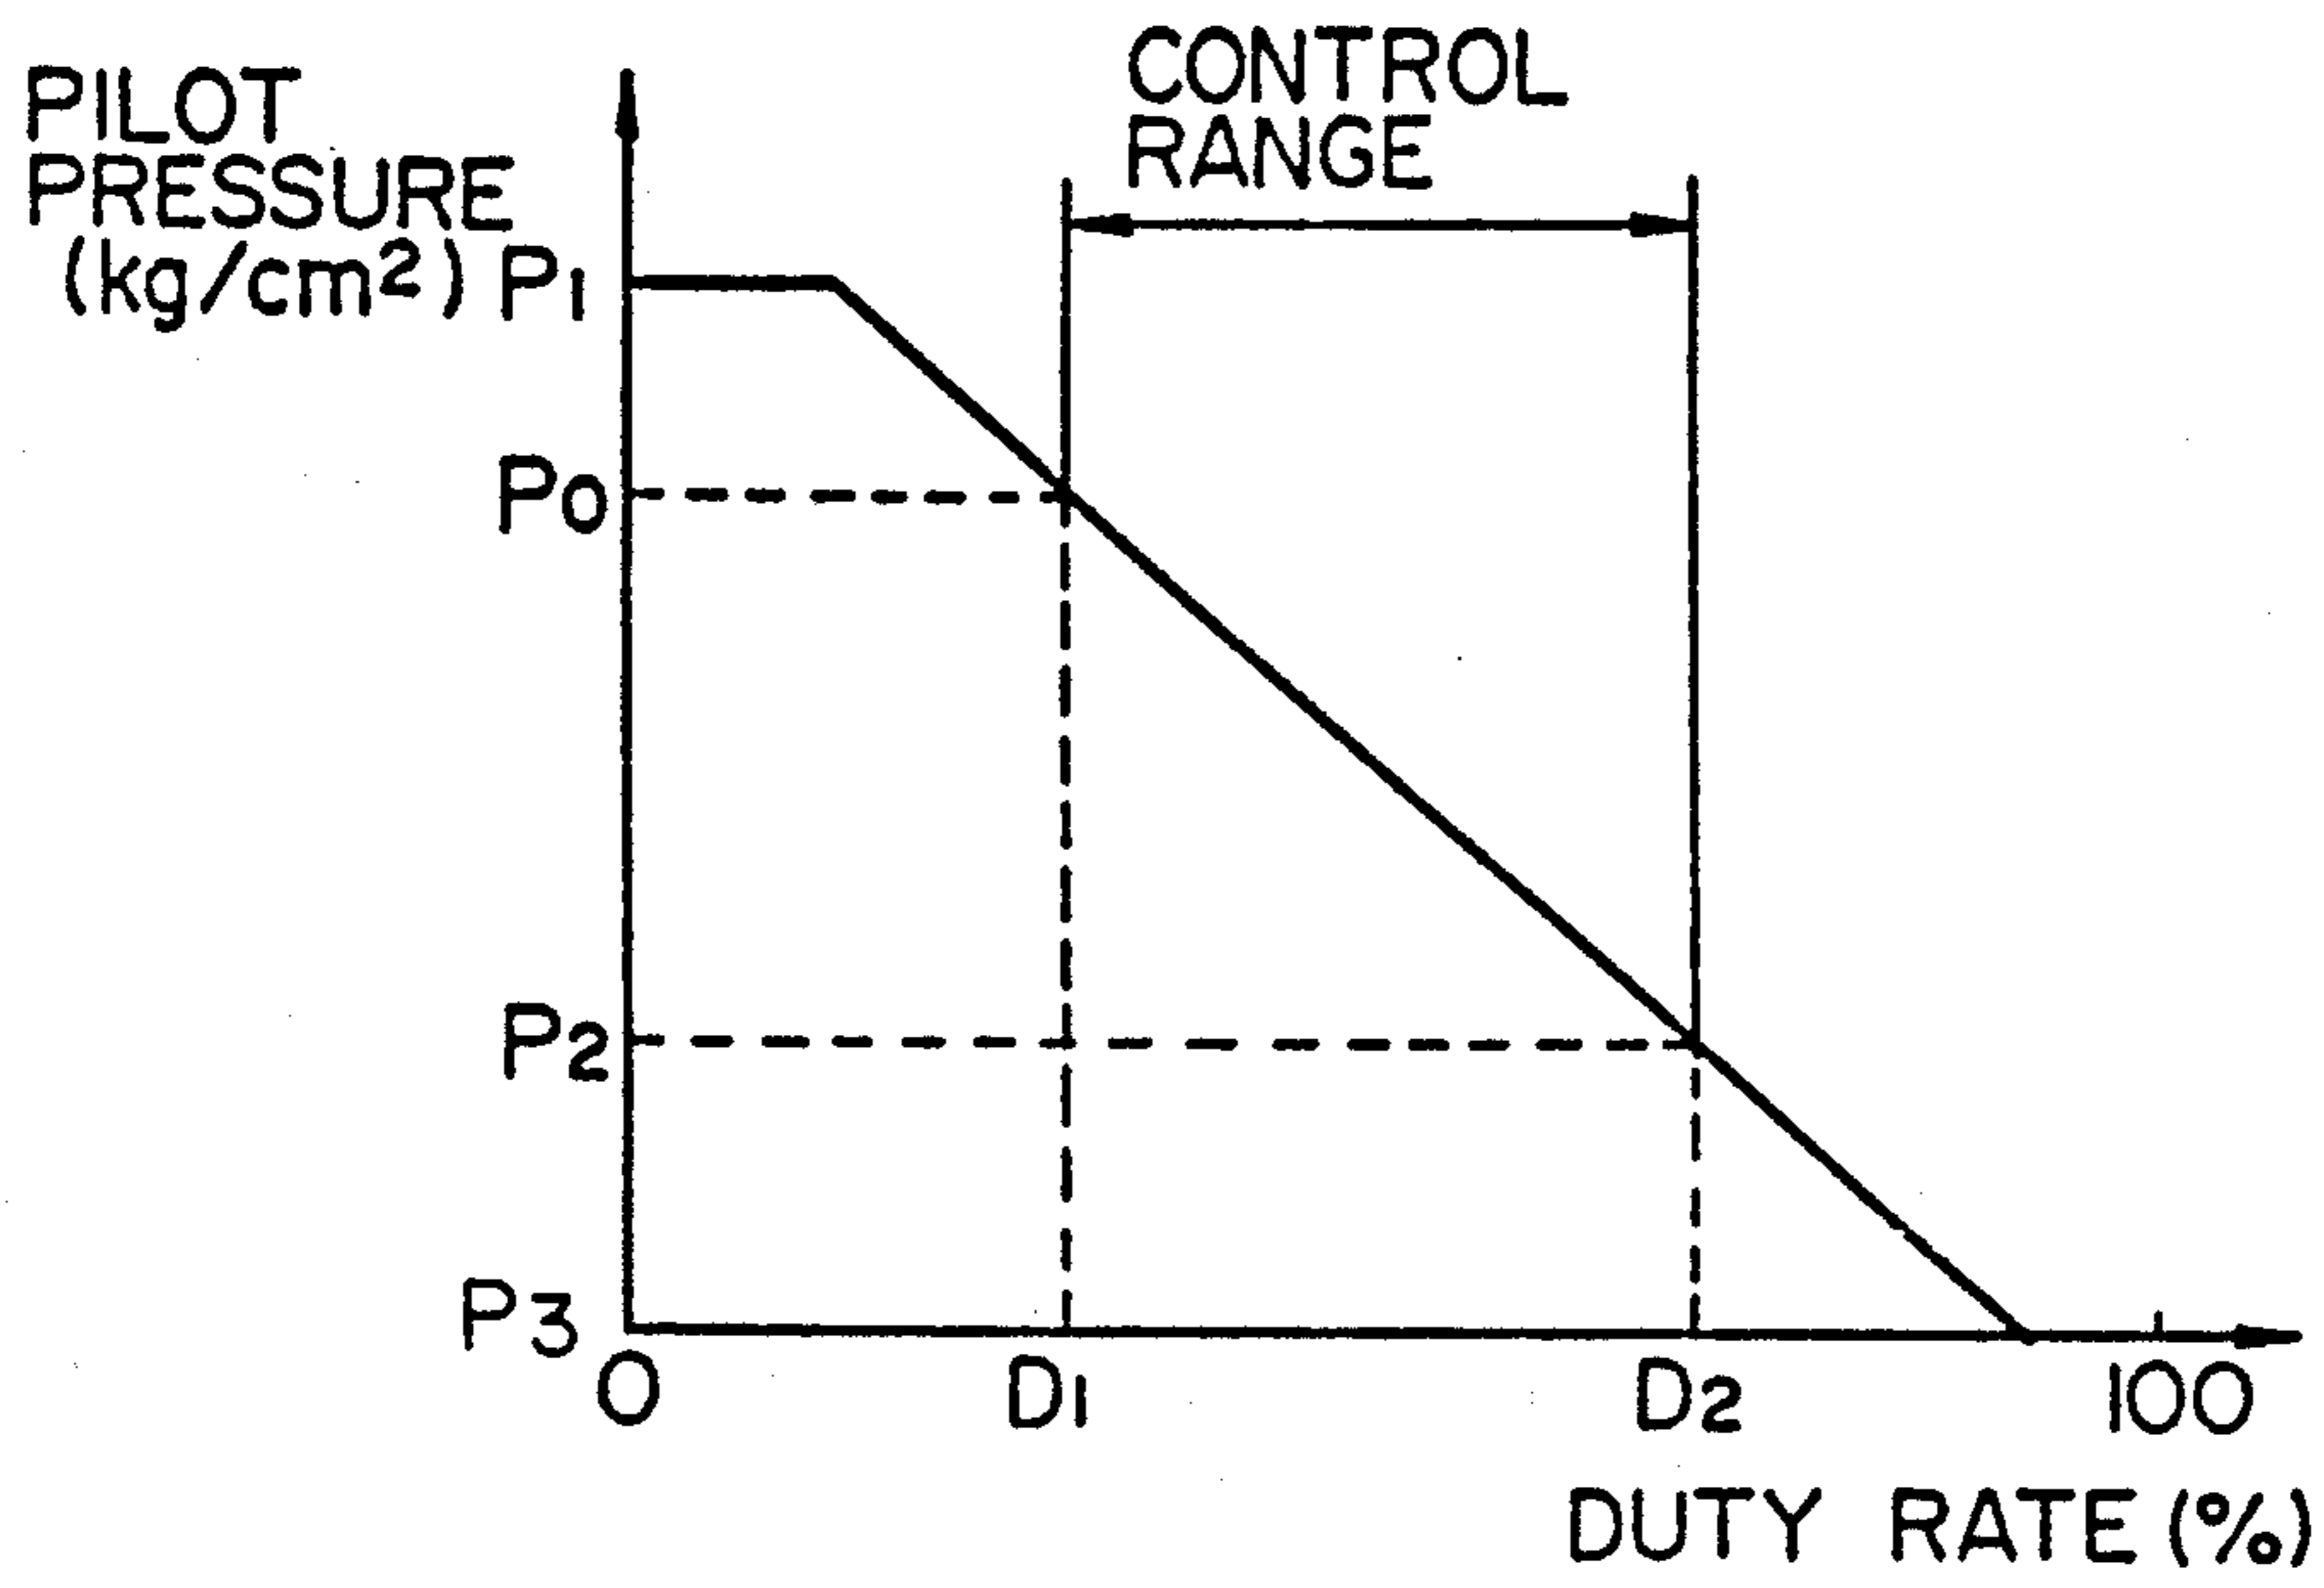 PILOT
PRESSURE
(kg/cm2)
CONTROL
RANGE
P1
P0
P2
P3
0
D1
D2
100
DUTY RATE (%)